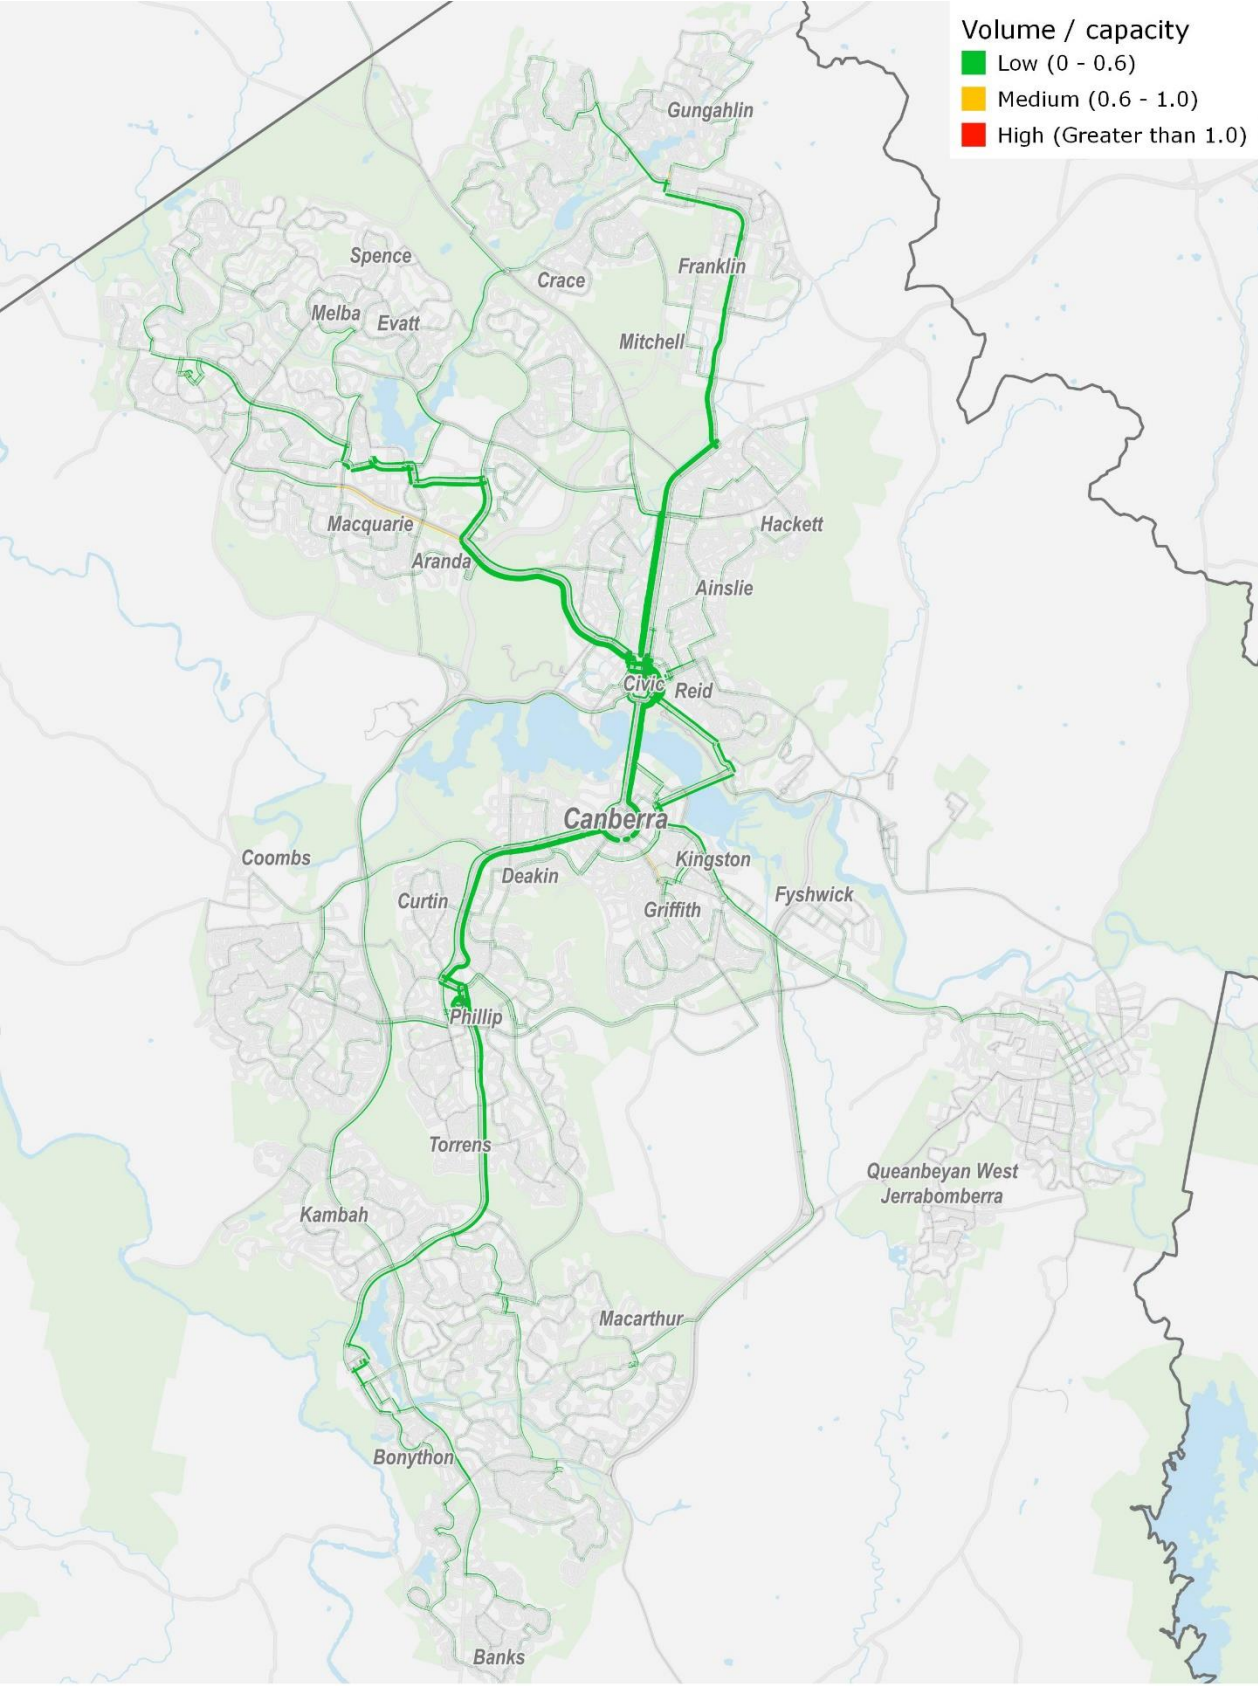 Volume / capacity
Low (0 - 0.6)
Medium (0.6 - 1.0)
High (Greater than 1.0)
Gungahlin
Spence
Crace
Franklin
Melba
Evatt
Mitchell
Macquarie
Hackett
Aranda
Ainslie
Civic
Reid
Canberra
Coombs
Kingston
Deakin
Curtin
Fyshwick
Griffith
Phillip
Torrens
Queanbeyan West
Jerrabomberra
Kambah
Macarthur
Bonython
Banks